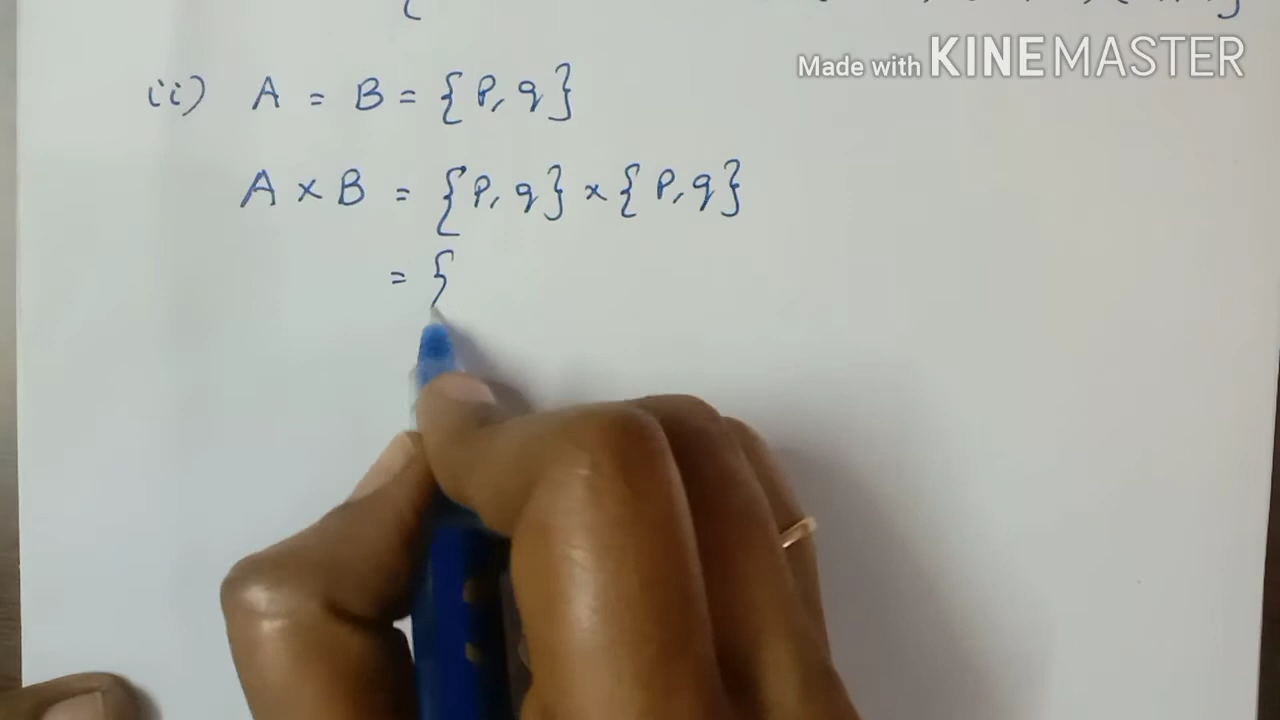 Made with KINEMASTER
ii) A = B = {P, q}
A × B = {P, q} × {P, q}
= {